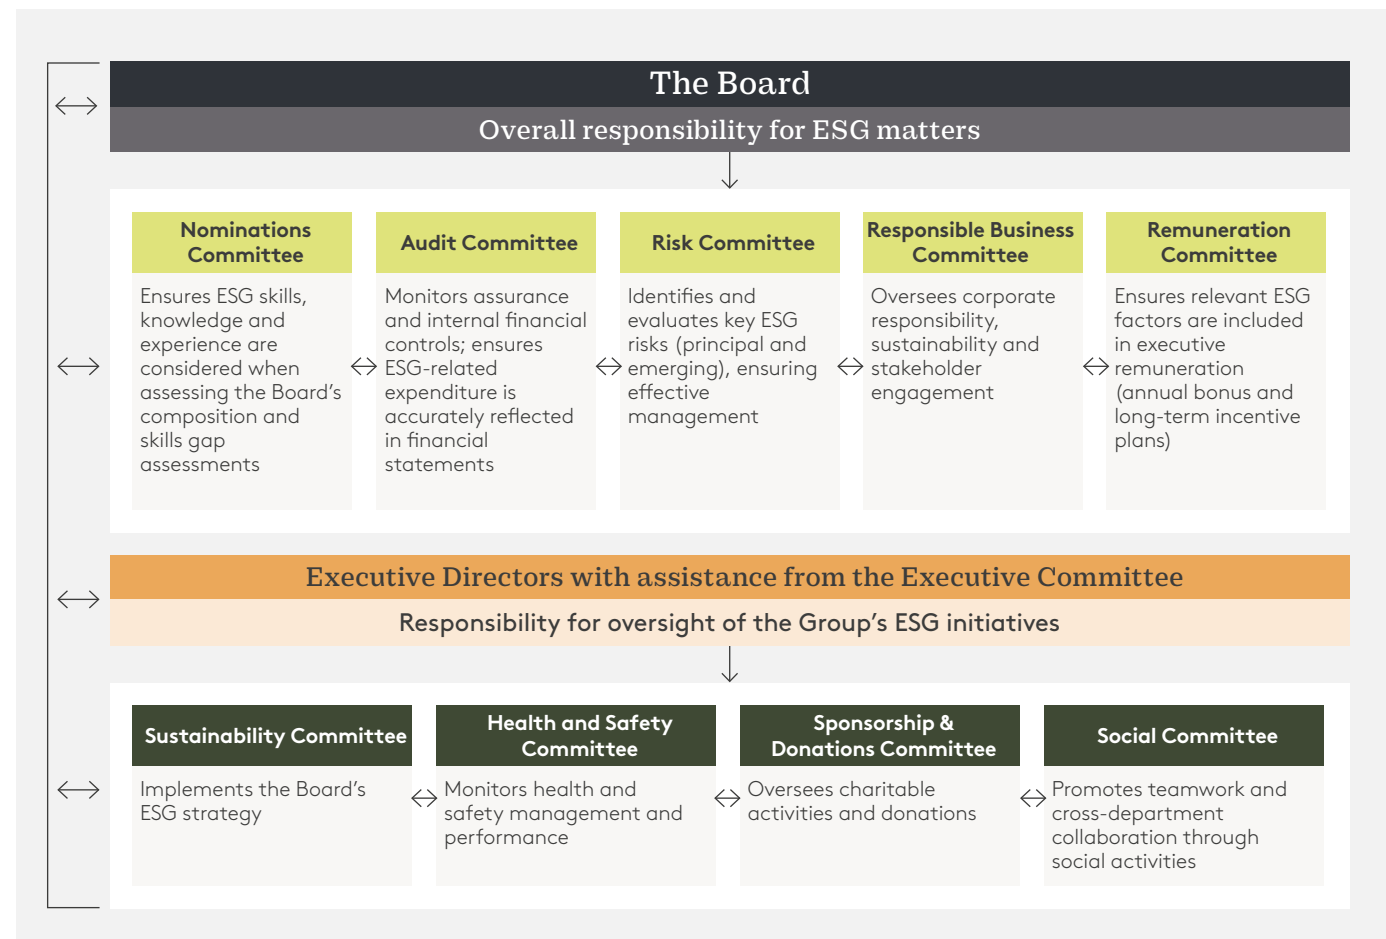 The Board
Overall responsibility for ESG matters
Nominations
Committee
Ensures ESG skills,
knowledge and
experience are
considered when
assessing the Board's
composition and
skills gap
assessments
Audit Committee
Monitors assurance
and internal financial
controls; ensures
ESG-related
expenditure is
accurately reflected
in financial
statements
Risk Committee
Identifies and
evaluates key ESG
risks (principal and
emerging), ensuring
effective
management
Responsible Business
Committee
Oversees corporate
responsibility,
sustainability and
stakeholder
engagement
Remuneration
Committee
Ensures relevant ESG
factors are included
in executive
remuneration
(annual bonus and
long-term incentive
plans)
Executive Directors with assistance from the Executive Committee
Responsibility for oversight of the Group's ESG initiatives
Sustainability Committee
Implements the Board's
ESG strategy
Health and Safety
Committee
Monitors health and
safety management and
performance
Sponsorship &
Donations Committee
Oversees charitable
activities and donations
Social Committee
Promotes teamwork and
cross-department
collaboration through
social activities